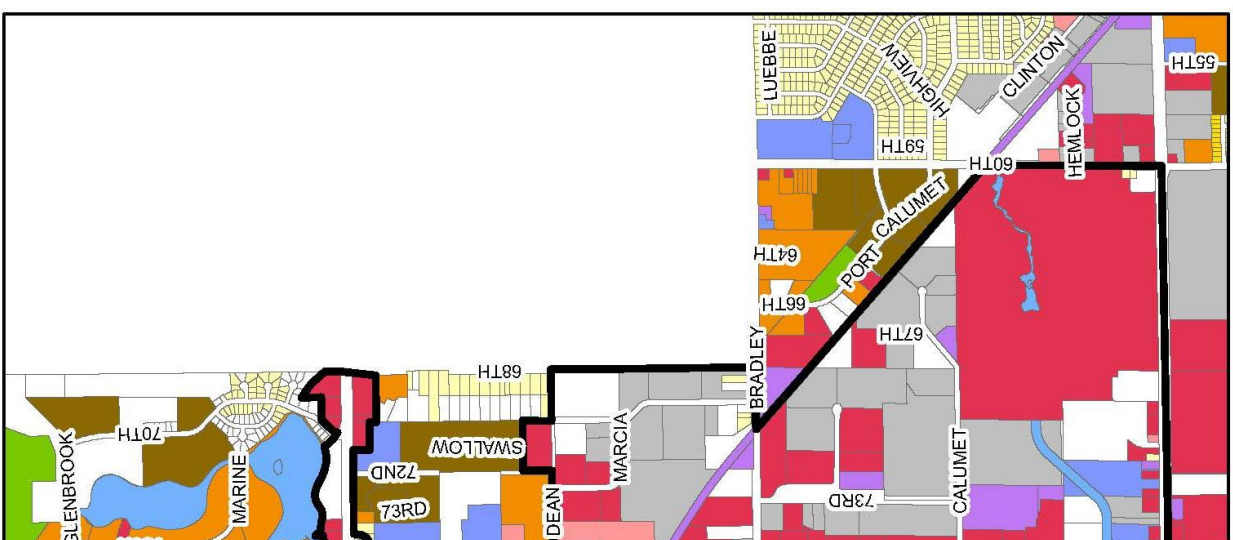 LUEBBE
HIGHVIEW
CLINTON
55TH
HEMLOCK
59TH
60TH
CALUMET
64TH
PORT
66TH
67TH
BRADLEY
68TH
70TH
SWALLOW
MARCIA
GLENBROOK
MARINE
72ND
73RD
DEAN
73RD
CALUMET